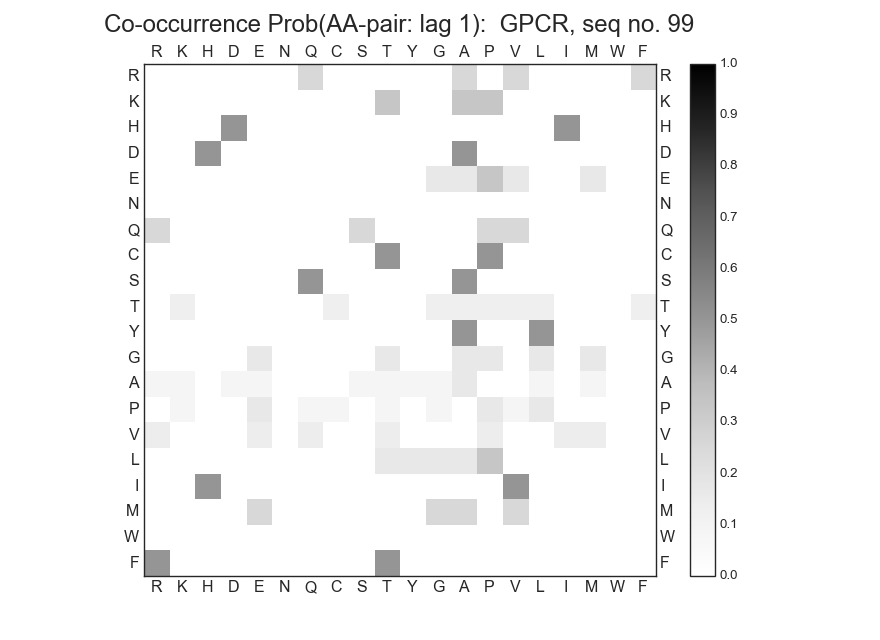 Co-occurrence Prob(AA-pair: lag 1):  GPCR, seq no. 99
R K H D E N Q C S T Y G A P V L I M W F
R R 1.0
K K
0.9
H H
D D 0.8
E E
N N 0.7
Q Q
C C 0.6
S S
T T 0.5
Y Y
G G 0.4
A A
P P 0.3
V V
L L 0.2
I I
M M 0.1
W W
F F
0.0
R K H D E N Q C S T Y G A P V L I M W F